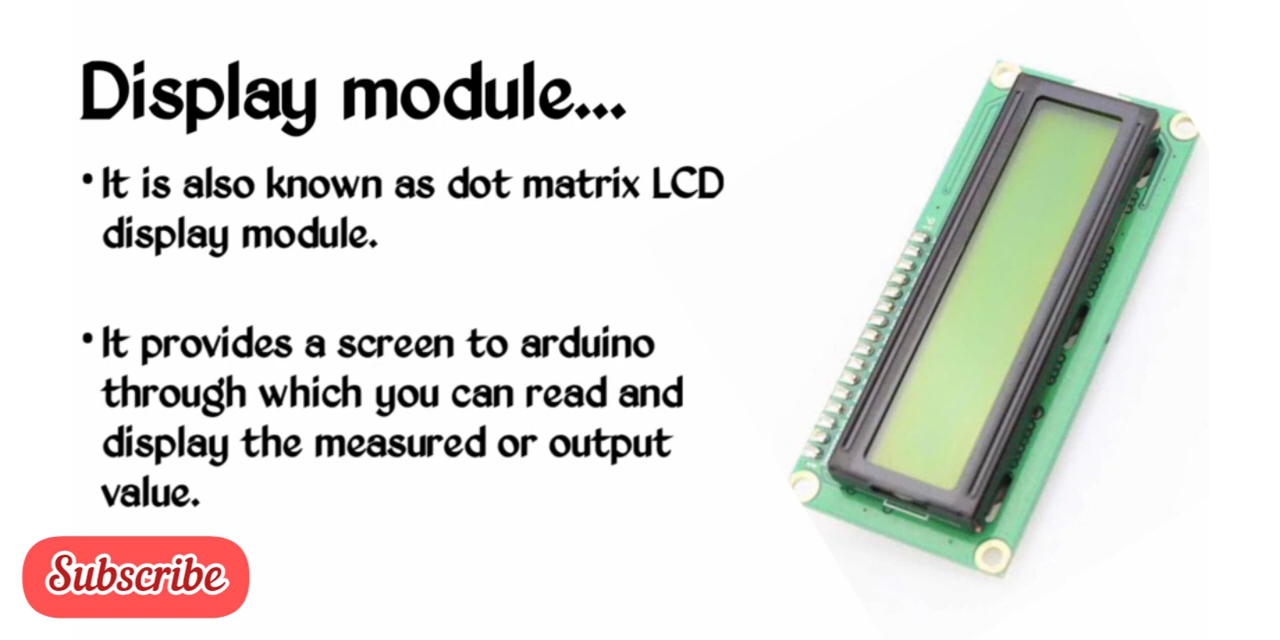 Display module...
• It is also known as dot matrix LCD
display module.
• It provides a screen to arduino
through which you can read and
display the measured or output
value.
Subscribe